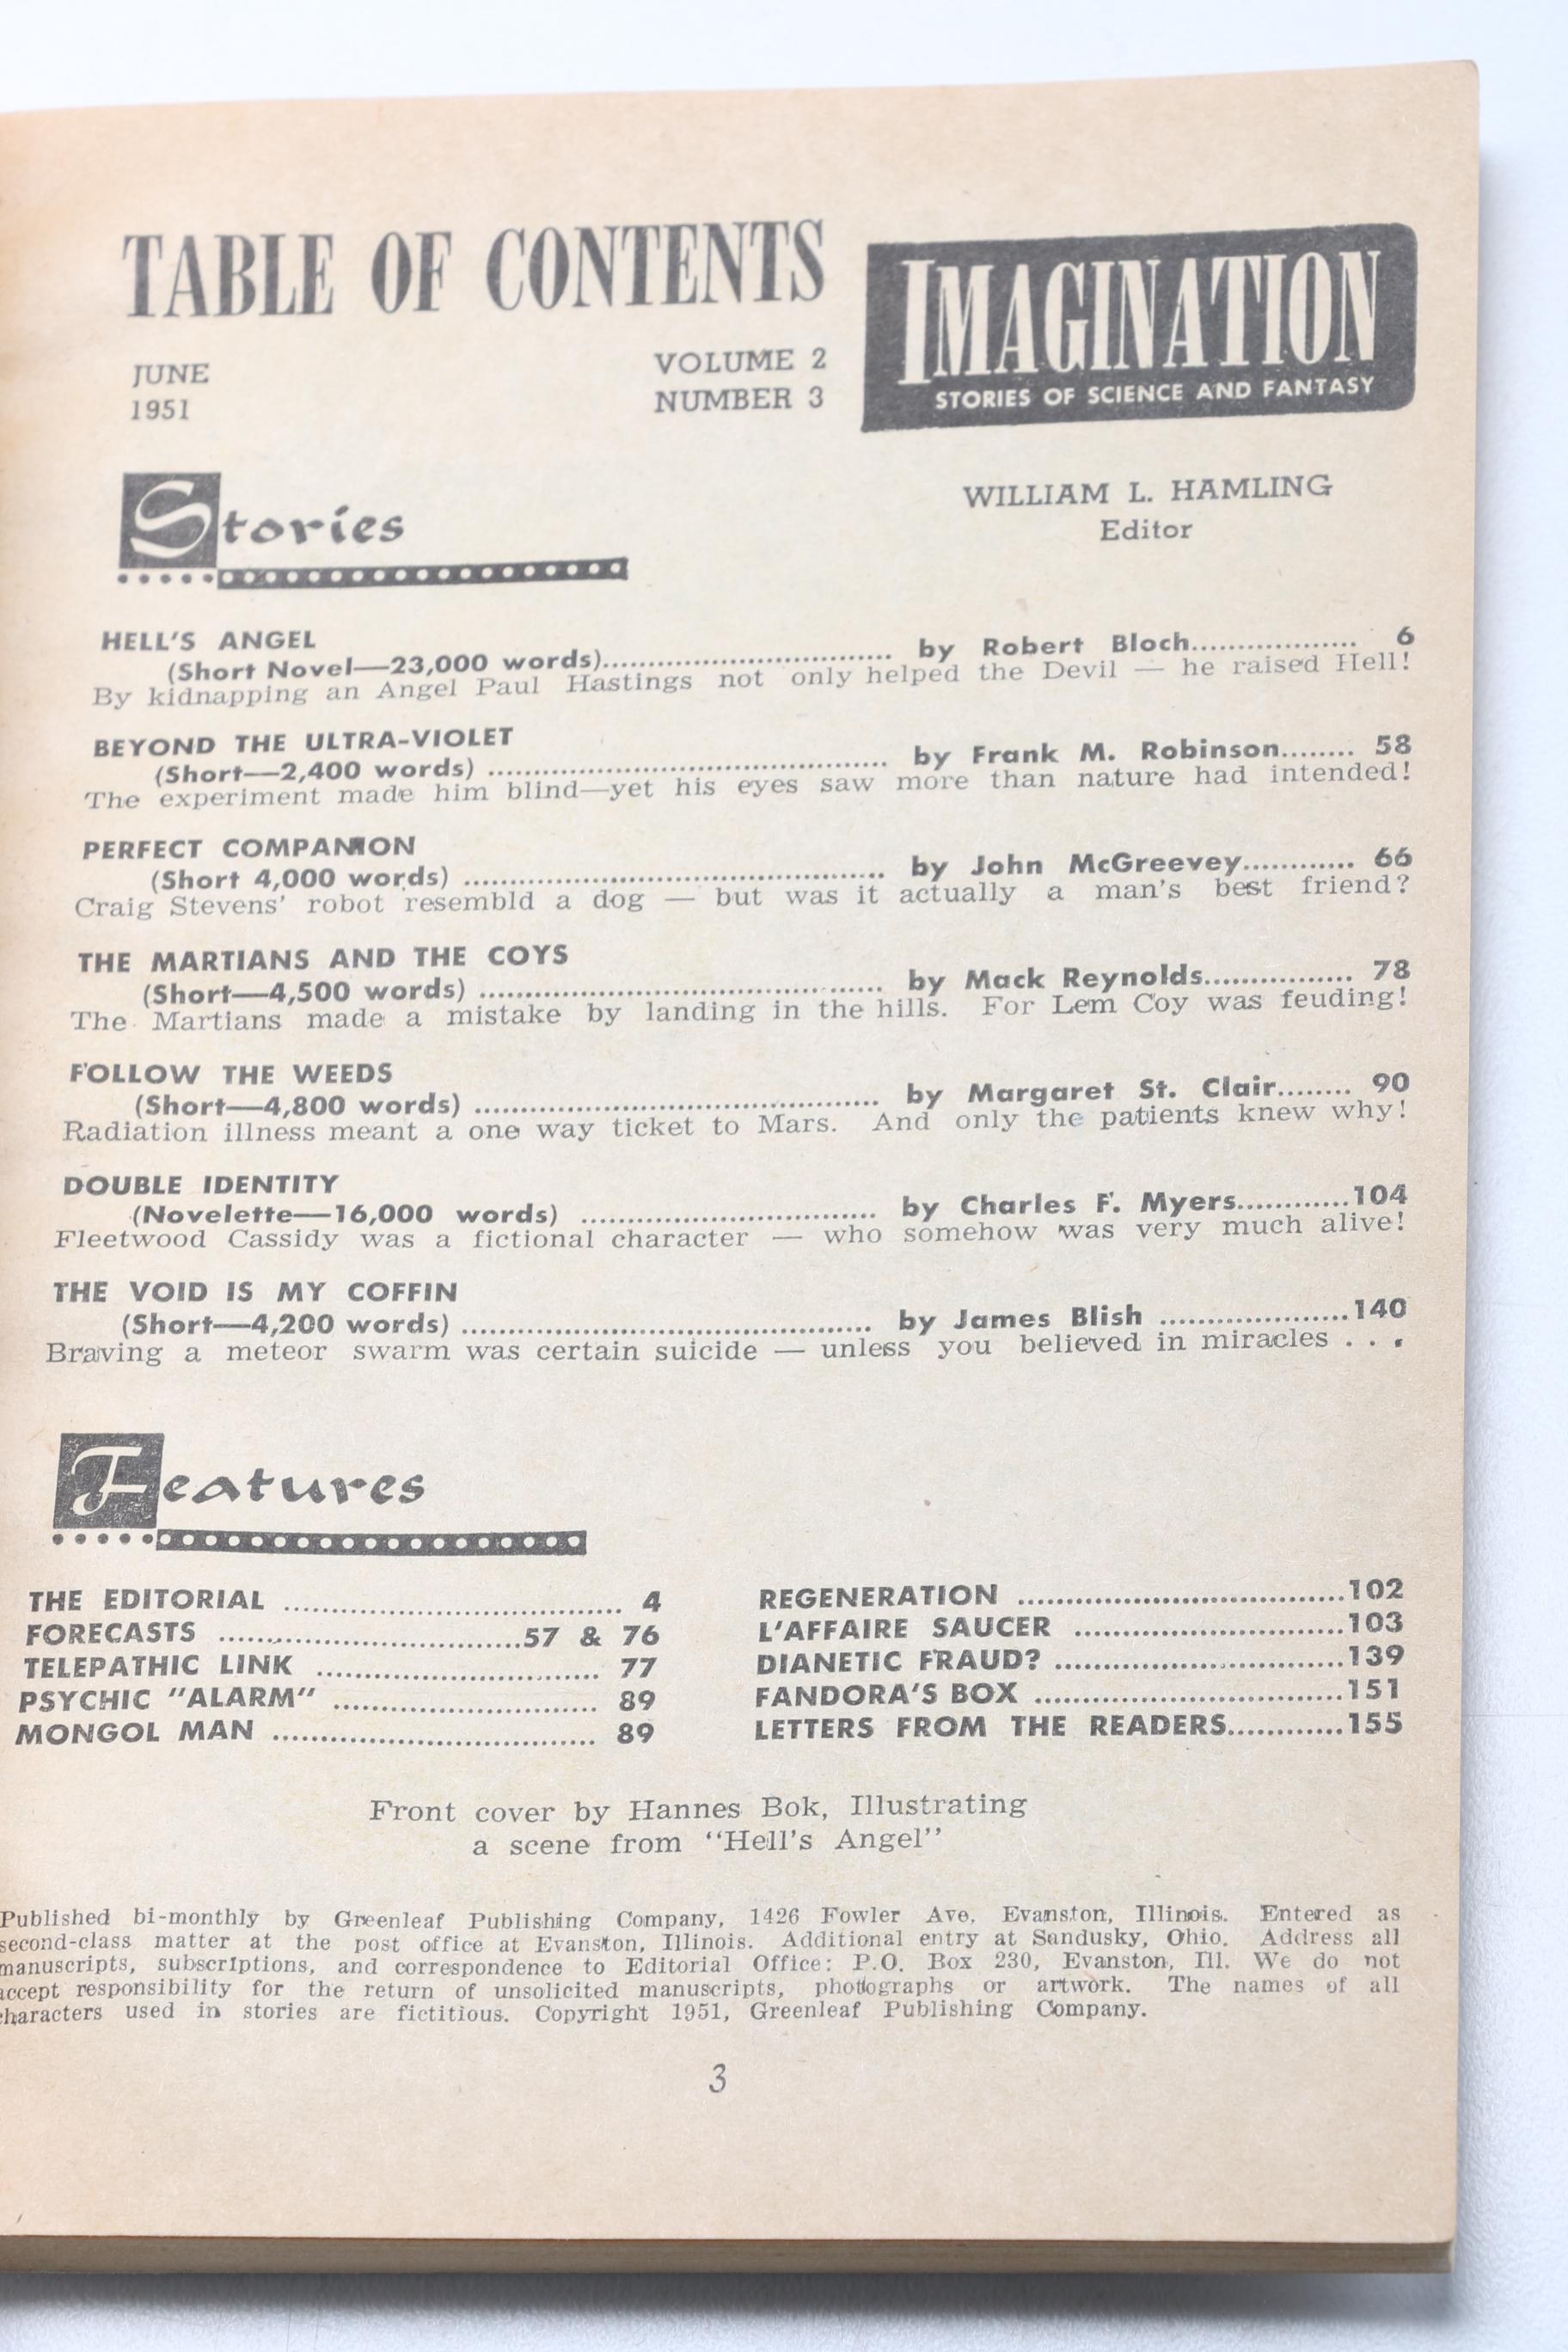 TABLE OF CONTENTS
JUNE
1951
VOLUME 2
NUMBER 3
IMAGINATION
STORIES OF SCIENCE AND FANTASY
WILLIAM L. HAMLING
Editor
Stories
HELL'S ANGEL
(Short Novel—23,000 words)............................... by Robert Bloch.................. 6
By kidnapping an Angel Paul Hastings not only helped the Devil — he raised Hell!
BEYOND THE ULTRA-VIOLET
(Short—2,400 words) ........................................... by Frank M. Robinson........ 58
The experiment made him blind—yet his eyes saw more than nature had intended!
PERFECT COMPANION
(Short 4,000 words) ............................................. by John McGreevey............ 66
Craig Stevens' robot resembld a dog — but was it actually a man's best friend?
THE MARTIANS AND THE COYS
(Short—4,500 words) ........................................... by Mack Reynolds................ 78
The Martians made a mistake by landing in the hills. For Lem Coy was feuding!
FOLLOW THE WEEDS
(Short—4,800 words) ........................................... by Margaret St. Clair........ 90
Radiation illness meant a one way ticket to Mars. And only the patients knew why!
DOUBLE IDENTITY
(Novelette—16,000 words) ................................ by Charles F. Myers............104
Fleetwood Cassidy was a fictional character — who somehow was very much alive!
THE VOID IS MY COFFIN
(Short—4,200 words) ............................................ by James Blish ....................140
Braving a meteor swarm was certain suicide — unless you believed in miracles . . .
Features
THE EDITORIAL .................................... 4
FORECASTS ................................57 & 76
TELEPATHIC LINK .............................. 77
PSYCHIC "ALARM" ............................ 89
MONGOL MAN .................................. 89
REGENERATION ...................................102
L'AFFAIRE SAUCER .............................103
DIANETIC FRAUD? ...............................139
FANDORA'S BOX .................................151
LETTERS FROM THE READERS............155
Front cover by Hannes Bok, Illustrating
a scene from "Hell's Angel"
Published bi-monthly by Greenleaf Publishing Company, 1426 Fowler Ave, Evanston, Illinois. Entered as
second-class matter at the post office at Evanston, Illinois. Additional entry at Sandusky, Ohio. Address all
manuscripts, subscriptions, and correspondence to Editorial Office: P.O. Box 230, Evanston, Ill. We do not
accept responsibility for the return of unsolicited manuscripts, photographs or artwork. The names of all
characters used in stories are fictitious. Copyright 1951, Greenleaf Publishing Company.
3